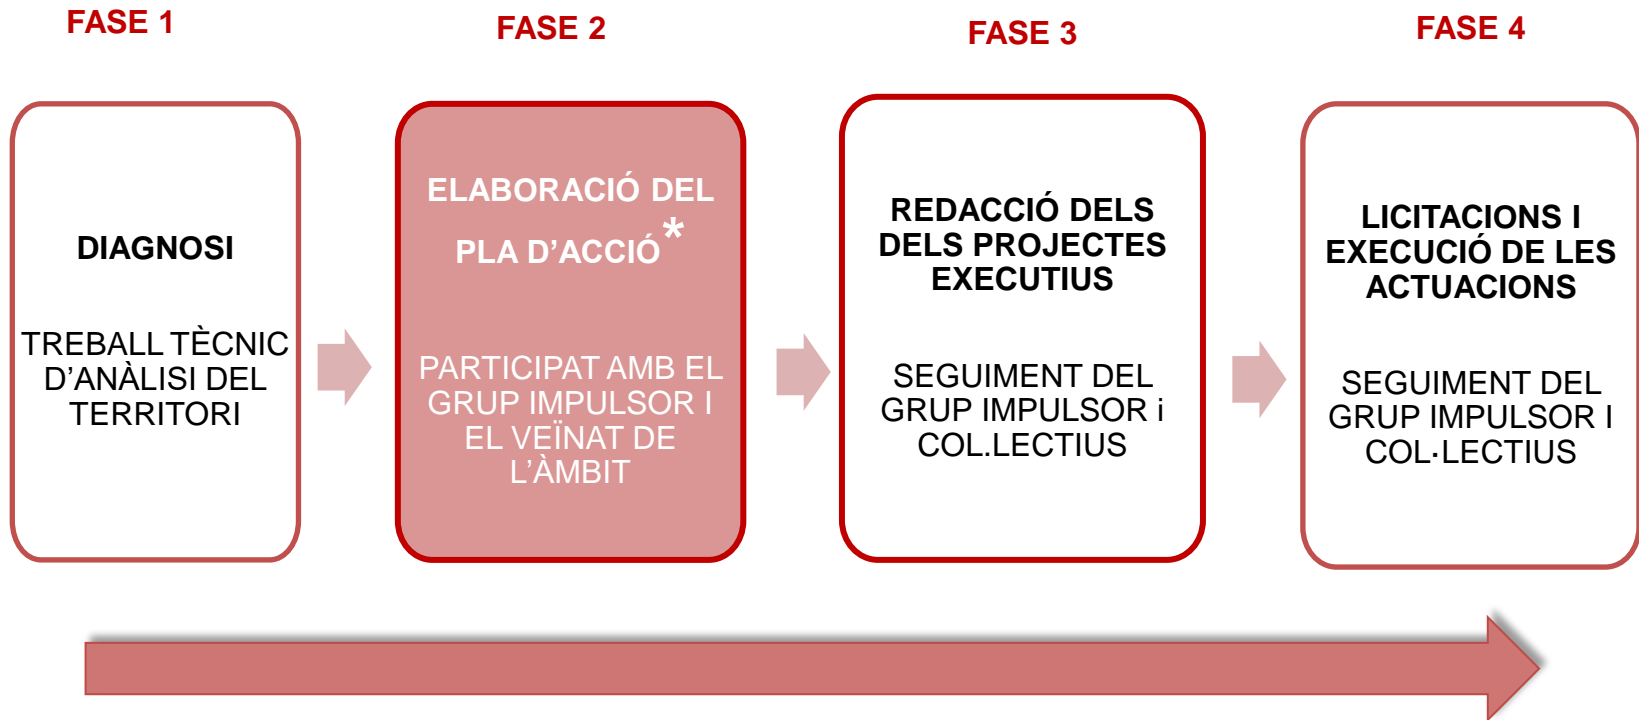 FASE 1
DIAGNOSI
TREBALL TÈCNIC
D’ANÀLISI DEL
TERRITORI
FASE 2
ELABORACIÓ DEL
PLA D’ACCIÓ*
PARTICIPAT AMB EL
GRUP IMPULSOR I
EL VEÏNAT DE
L’ÀMBIT
FASE 3
REDACCIÓ DELS
DELS PROJECTES
EXECUTIUS
SEGUIMENT DEL
GRUP IMPULSOR i
COL.LECTIUS
FASE 4
LICITACIONS I
EXECUCIÓ DE LES
ACTUACIONS
SEGUIMENT DEL
GRUP IMPULSOR I
COL·LECTIUS